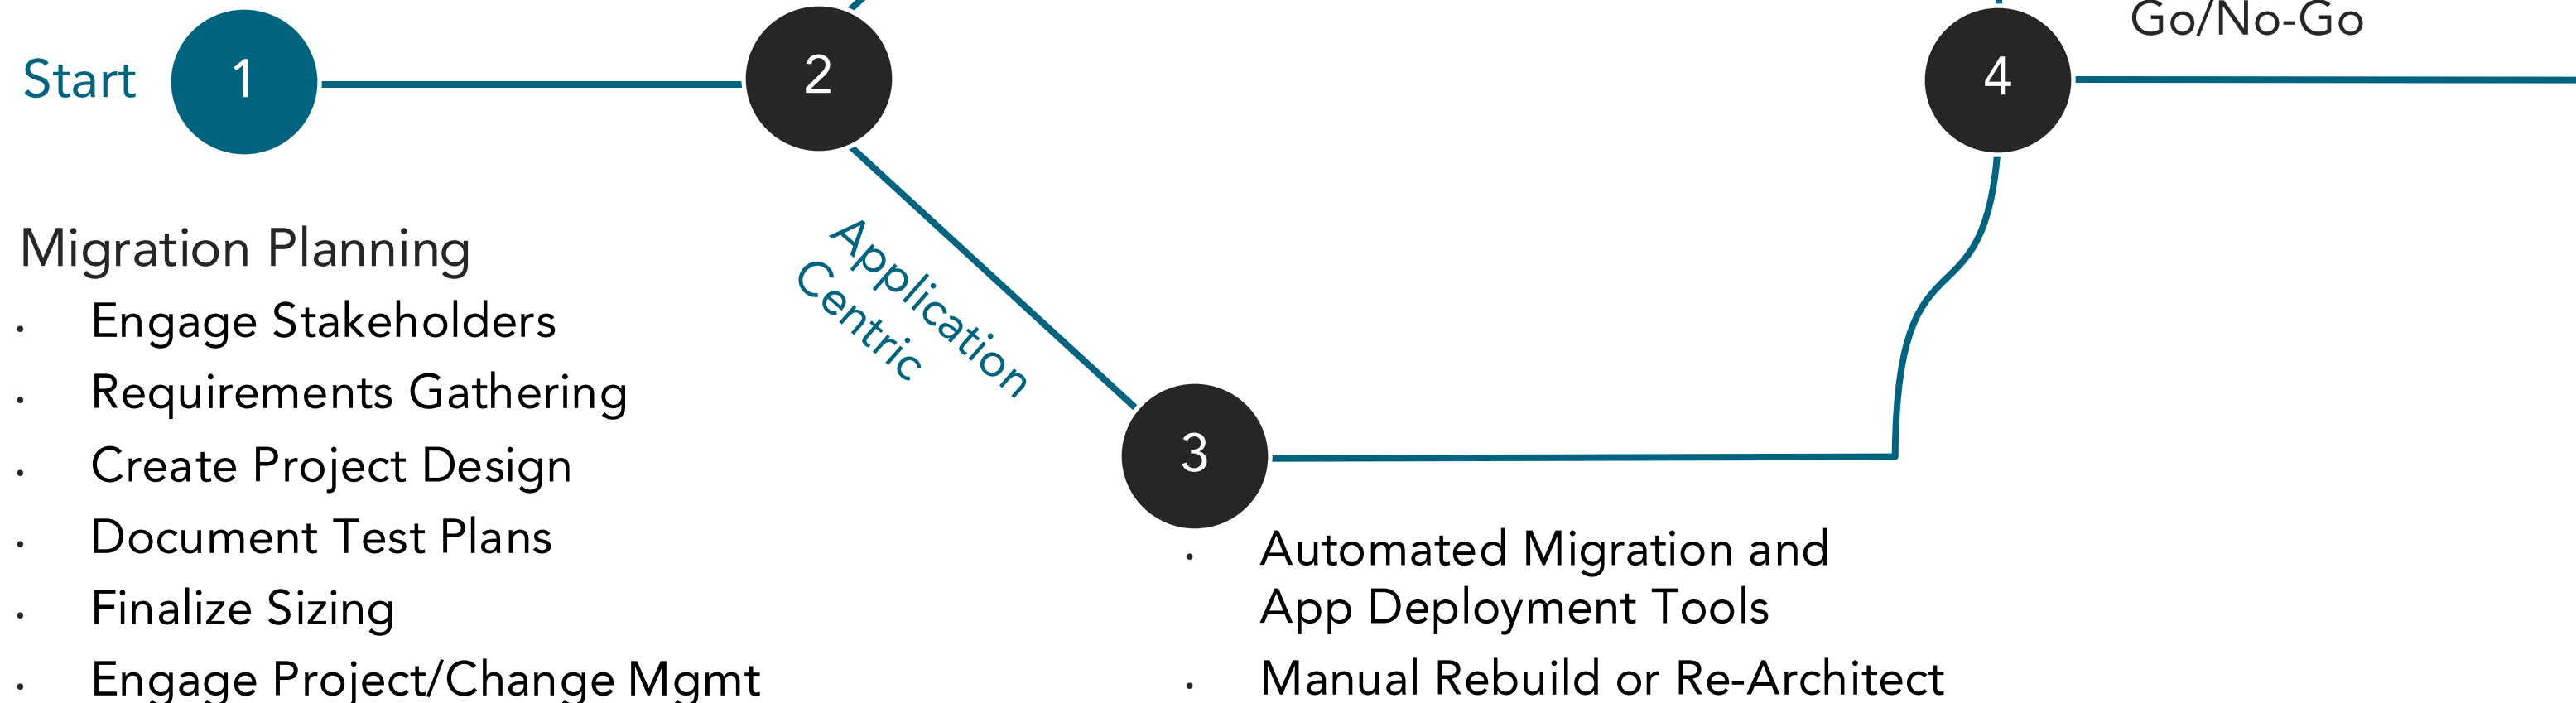 Go/No-Go
Start
1
2
4
Application
Centric
3
Migration Planning
• Engage Stakeholders
• Requirements Gathering
• Create Project Design
• Document Test Plans
• Finalize Sizing
• Engage Project/Change Mgmt
• Automated Migration and
App Deployment Tools
• Manual Rebuild or Re-Architect